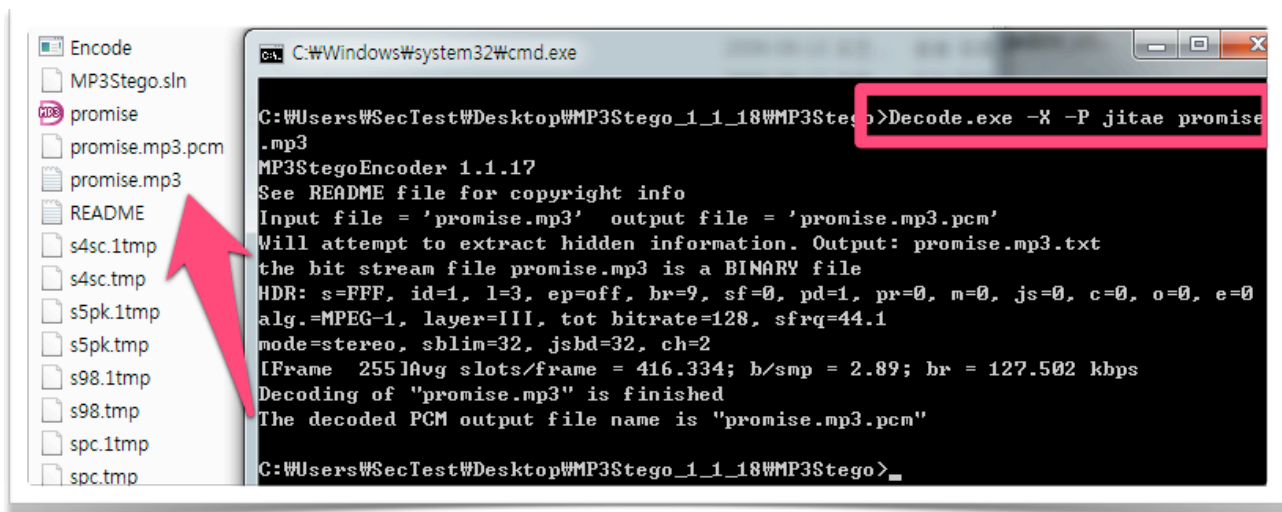 Encode
MP3Stego.sln
promise
promise.mp3.pcm
promise.mp3
README
s4sc.1tmp
s4sc.tmp
s5pk.1tmp
s5pk.tmp
s98.1tmp
s98.tmp
spc.1tmp
spc.tmp
C:₩Windows₩system32₩cmd.exe
C:₩Users₩SecTest₩Desktop₩MP3Stego_1_1_18₩MP3Stego>Decode.exe -X -P jitae promise
.mp3
MP3StegoEncoder 1.1.17
See README file for copyright info
Input file = 'promise.mp3'  output file = 'promise.mp3.pcm'
Will attempt to extract hidden information. Output: promise.mp3.txt
the bit stream file promise.mp3 is a BINARY file
HDR: s=FFF, id=1, l=3, ep=off, br=9, sf=0, pd=1, pr=0, m=0, js=0, c=0, o=0, e=0
alg.=MPEG-1, layer=III, tot bitrate=128, sfrq=44.1
mode=stereo, sblim=32, jsbd=32, ch=2
[Frame  255]Avg slots/frame = 416.334; b/smp = 2.89; br = 127.502 kbps
Decoding of "promise.mp3" is finished
The decoded PCM output file name is "promise.mp3.pcm"
C:₩Users₩SecTest₩Desktop₩MP3Stego_1_1_18₩MP3Stego>_